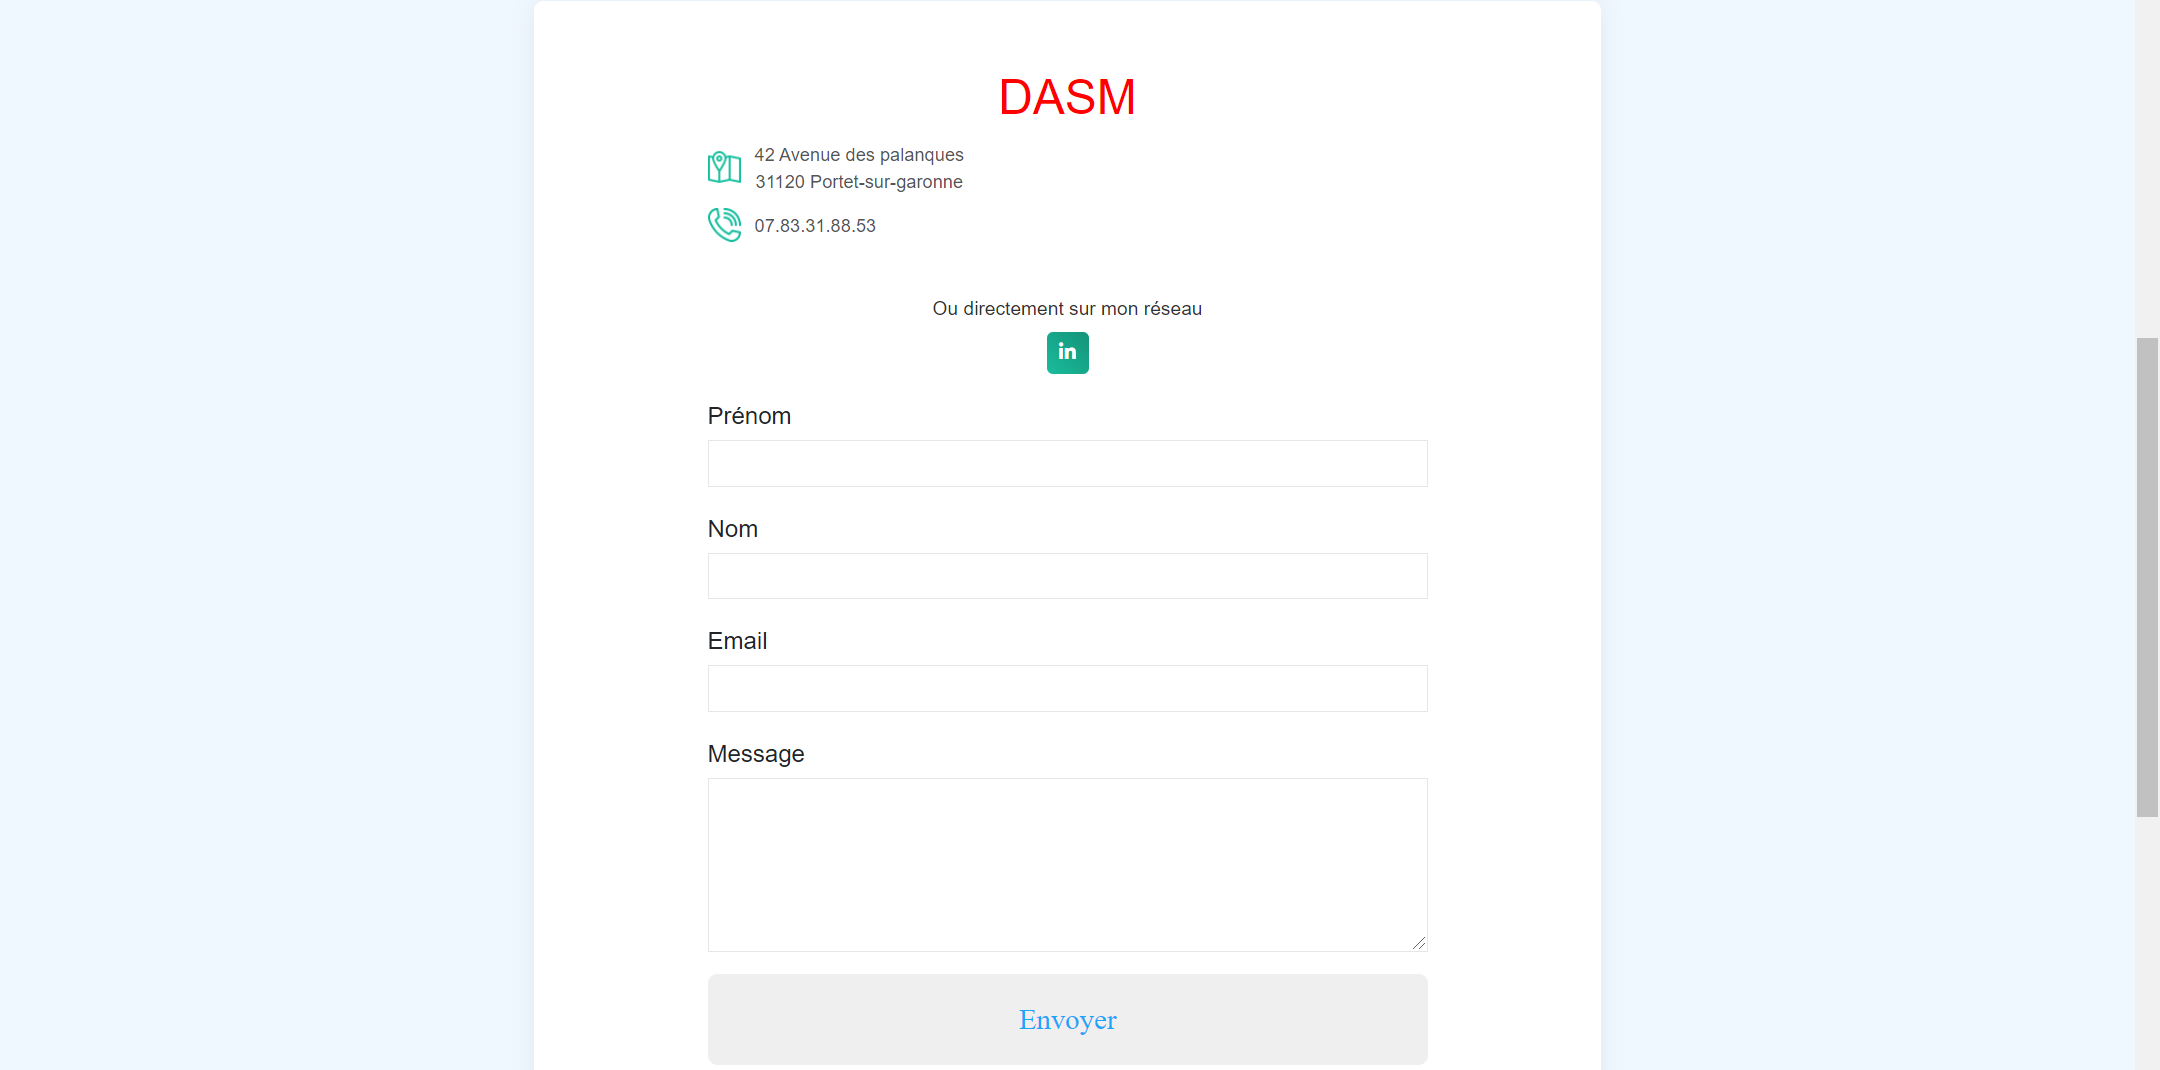 DASM
42 Avenue des palanques
31120 Portet-sur-garonne
07.83.31.88.53
Ou directement sur mon réseau
in
Prénom
Nom
Email
Message
Envoyer